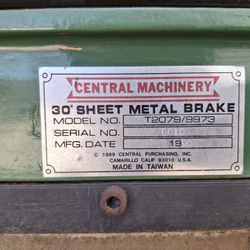 CENTRAL MACHINERY
30" SHEET METAL BRAKE
MODEL NO. T2079/9973
SERIAL NO.
MFG. DATE 19
© 1989 CENTRAL PURCHASING, INC.
CAMARILLO CALIF 93010 U.S.A.
MADE IN TAIWAN